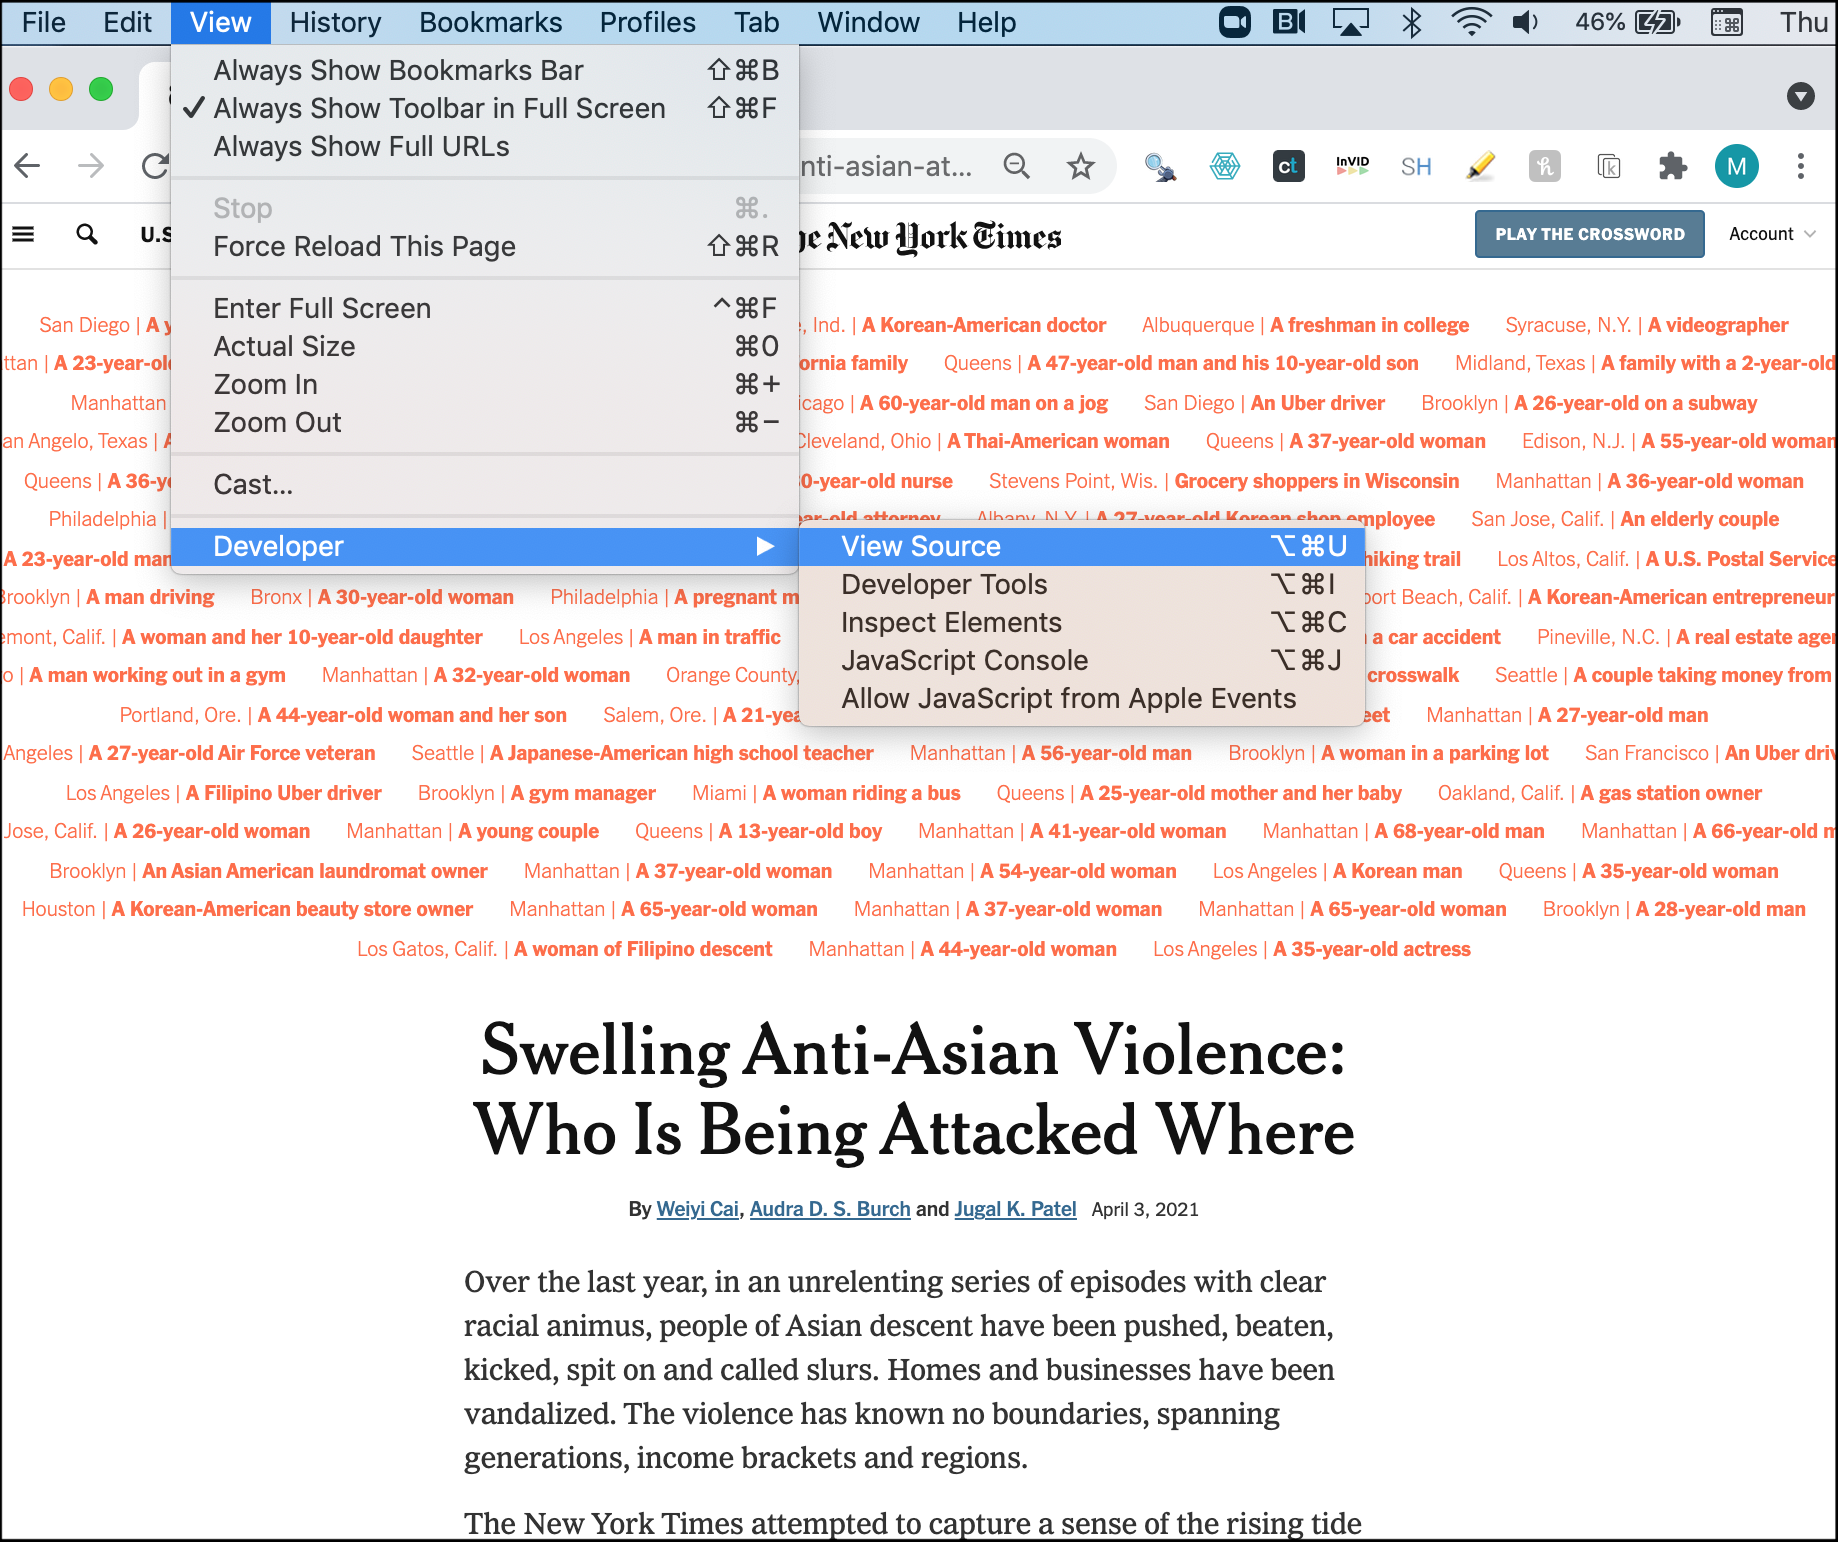 File Edit View History Bookmarks Profiles Tab Window Help 46% Thu
Always Show Bookmarks Bar ⇧⌘B
✓ Always Show Toolbar in Full Screen ⇧⌘F
Always Show Full URLs
nti-asian-at... ct InVID SH h k M
Stop ⌘.
U.S
he New York Times
PLAY THE CROSSWORD Account
Force Reload This Page ⇧⌘R
Enter Full Screen ^⌘F
Actual Size ⌘0
Zoom In ⌘+
Zoom Out ⌘−
Cast...
Developer ▶
View Source ⌥⌘U
Developer Tools ⌥⌘I
Inspect Elements ⌥⌘C
JavaScript Console ⌥⌘J
Allow JavaScript from Apple Events
San Diego | A y , Ind. | A Korean-American doctor Albuquerque | A freshman in college Syracuse, N.Y. | A videographer
ttan | A 23-year-ol ornia family Queens | A 47-year-old man and his 10-year-old son Midland, Texas | A family with a 2-year-old
Manhattan icago | A 60-year-old man on a jog San Diego | An Uber driver Brooklyn | A 26-year-old on a subway
an Angelo, Texas | A Cleveland, Ohio | A Thai-American woman Queens | A 37-year-old woman Edison, N.J. | A 55-year-old woman
Queens | A 36-ye 0-year-old nurse Stevens Point, Wis. | Grocery shoppers in Wisconsin Manhattan | A 36-year-old woman
Philadelphia | ear-old attorney Albany, N.Y. | A 27-year-old Korean shop employee San Jose, Calif. | An elderly couple
A 23-year-old man hiking trail Los Altos, Calif. | A U.S. Postal Service
Brooklyn | A man driving Bronx | A 30-year-old woman Philadelphia | A pregnant m port Beach, Calif. | A Korean-American entrepreneur
emont, Calif. | A woman and her 10-year-old daughter Los Angeles | A man in traffic a car accident Pineville, N.C. | A real estate agen
o | A man working out in a gym Manhattan | A 32-year-old woman Orange County, crosswalk Seattle | A couple taking money from
Portland, Ore. | A 44-year-old woman and her son Salem, Ore. | A 21-yea eet Manhattan | A 27-year-old man
Angeles | A 27-year-old Air Force veteran Seattle | A Japanese-American high school teacher Manhattan | A 56-year-old man Brooklyn | A woman in a parking lot San Francisco | An Uber driv
Los Angeles | A Filipino Uber driver Brooklyn | A gym manager Miami | A woman riding a bus Queens | A 25-year-old mother and her baby Oakland, Calif. | A gas station owner
Jose, Calif. | A 26-year-old woman Manhattan | A young couple Queens | A 13-year-old boy Manhattan | A 41-year-old woman Manhattan | A 68-year-old man Manhattan | A 66-year-old m
Brooklyn | An Asian American laundromat owner Manhattan | A 37-year-old woman Manhattan | A 54-year-old woman Los Angeles | A Korean man Queens | A 35-year-old woman
Houston | A Korean-American beauty store owner Manhattan | A 65-year-old woman Manhattan | A 37-year-old woman Manhattan | A 65-year-old woman Brooklyn | A 28-year-old man
Los Gatos, Calif. | A woman of Filipino descent Manhattan | A 44-year-old woman Los Angeles | A 35-year-old actress
Swelling Anti-Asian Violence:
Who Is Being Attacked Where
By Weiyi Cai, Audra D. S. Burch and Jugal K. Patel April 3, 2021
Over the last year, in an unrelenting series of episodes with clear
racial animus, people of Asian descent have been pushed, beaten,
kicked, spit on and called slurs. Homes and businesses have been
vandalized. The violence has known no boundaries, spanning
generations, income brackets and regions.
The New York Times attempted to capture a sense of the rising tide